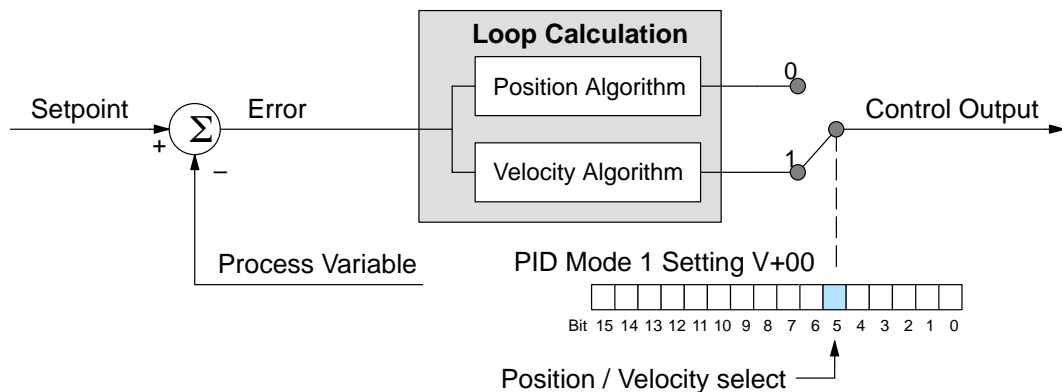 Loop Calculation
Position Algorithm
0
Setpoint
Error
Control Output
+
Σ
−
Velocity Algorithm
1
Process Variable
PID Mode 1 Setting V+00
Bit 15 14 13 12 11 10 9 8 7 6 5 4 3 2 1 0
Position / Velocity select